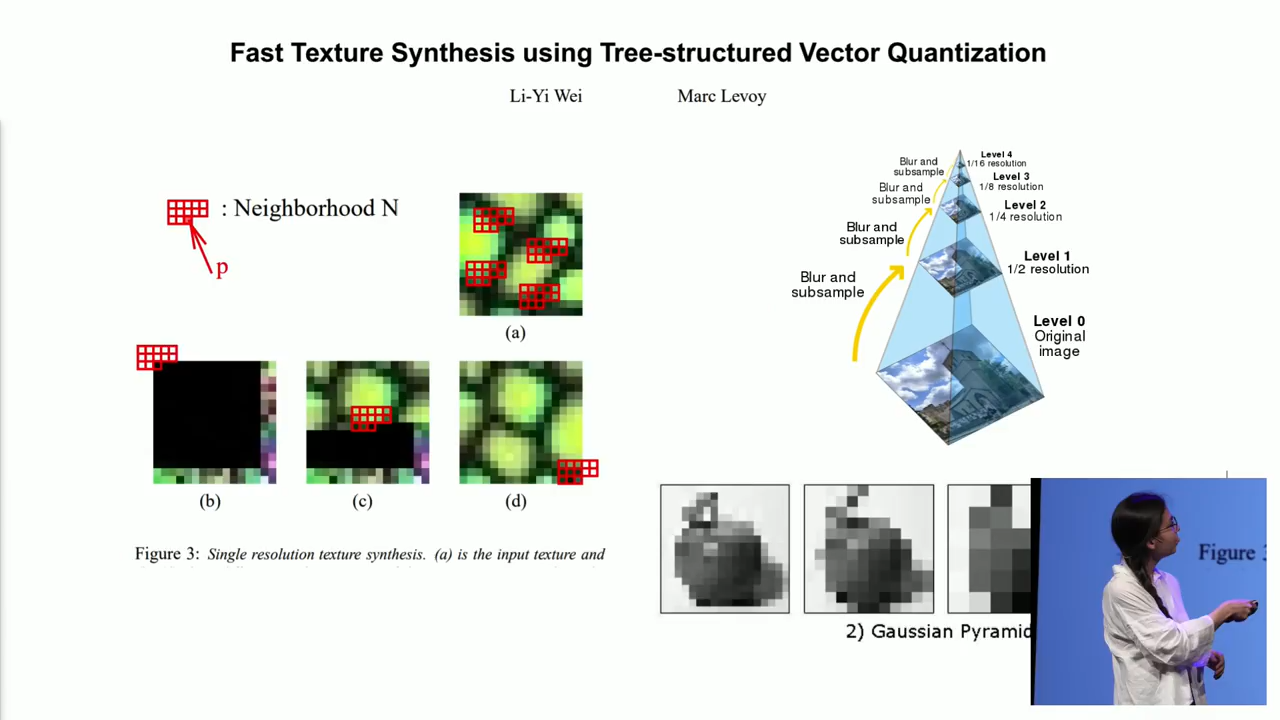 Fast Texture Synthesis using Tree-structured Vector Quantization
Li-Yi Wei Marc Levoy
: Neighborhood N
p
(a)
(b)
(c)
(d)
Figure 3: Single resolution texture synthesis. (a) is the input texture and
Blur and
subsample
Level 4
1/16 resolution
Blur and
subsample
Level 3
1/8 resolution
Blur and
subsample
Level 2
1/4 resolution
Blur and
subsample
Level 1
1/2 resolution
Level 0
Original
image
2) Gaussian Pyramid
Figure 3